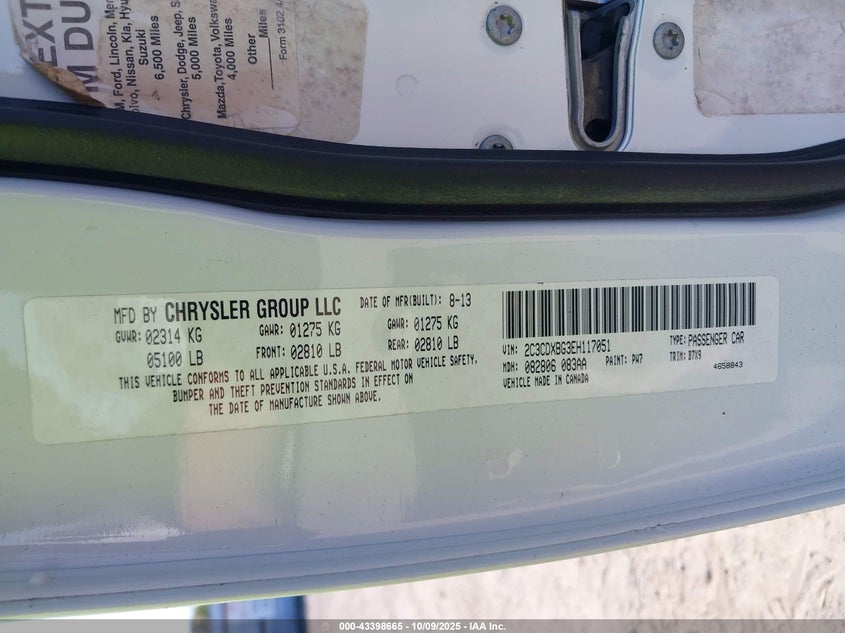 EXT
M DU
M, Ford, Lincoln, Mer
olvo, Nissan, Kia, Hyu
Suzuki
6,500 Miles
Chrysler, Dodge, Jeep, S
5,000 Miles
Mazda, Toyota, Volkswa
4,000 Miles
Other
Miles
Form 3102
MFD BY CHRYSLER GROUP LLC
DATE OF MFR(BUILT): 8-13
GVWR: 02314 KG
GAWR: 01275 KG
GAWR: 01275 KG
05100 LB
FRONT: 02810 LB
REAR: 02810 LB
THIS VEHICLE CONFORMS TO ALL APPLICABLE U.S.A. FEDERAL MOTOR VEHICLE SAFETY,
BUMPER AND THEFT PREVENTION STANDARDS IN EFFECT ON
THE DATE OF MANUFACTURE SHOWN ABOVE.
VIN: 2C3CDXBG3EH117051
TYPE: PASSENGER CAR
MDH: 082806 083AA
PAINT: PW7
TRIM: B7X9
VEHICLE MADE IN CANADA
4658843
000-43398665 - 10/09/2025 - IAA Inc.